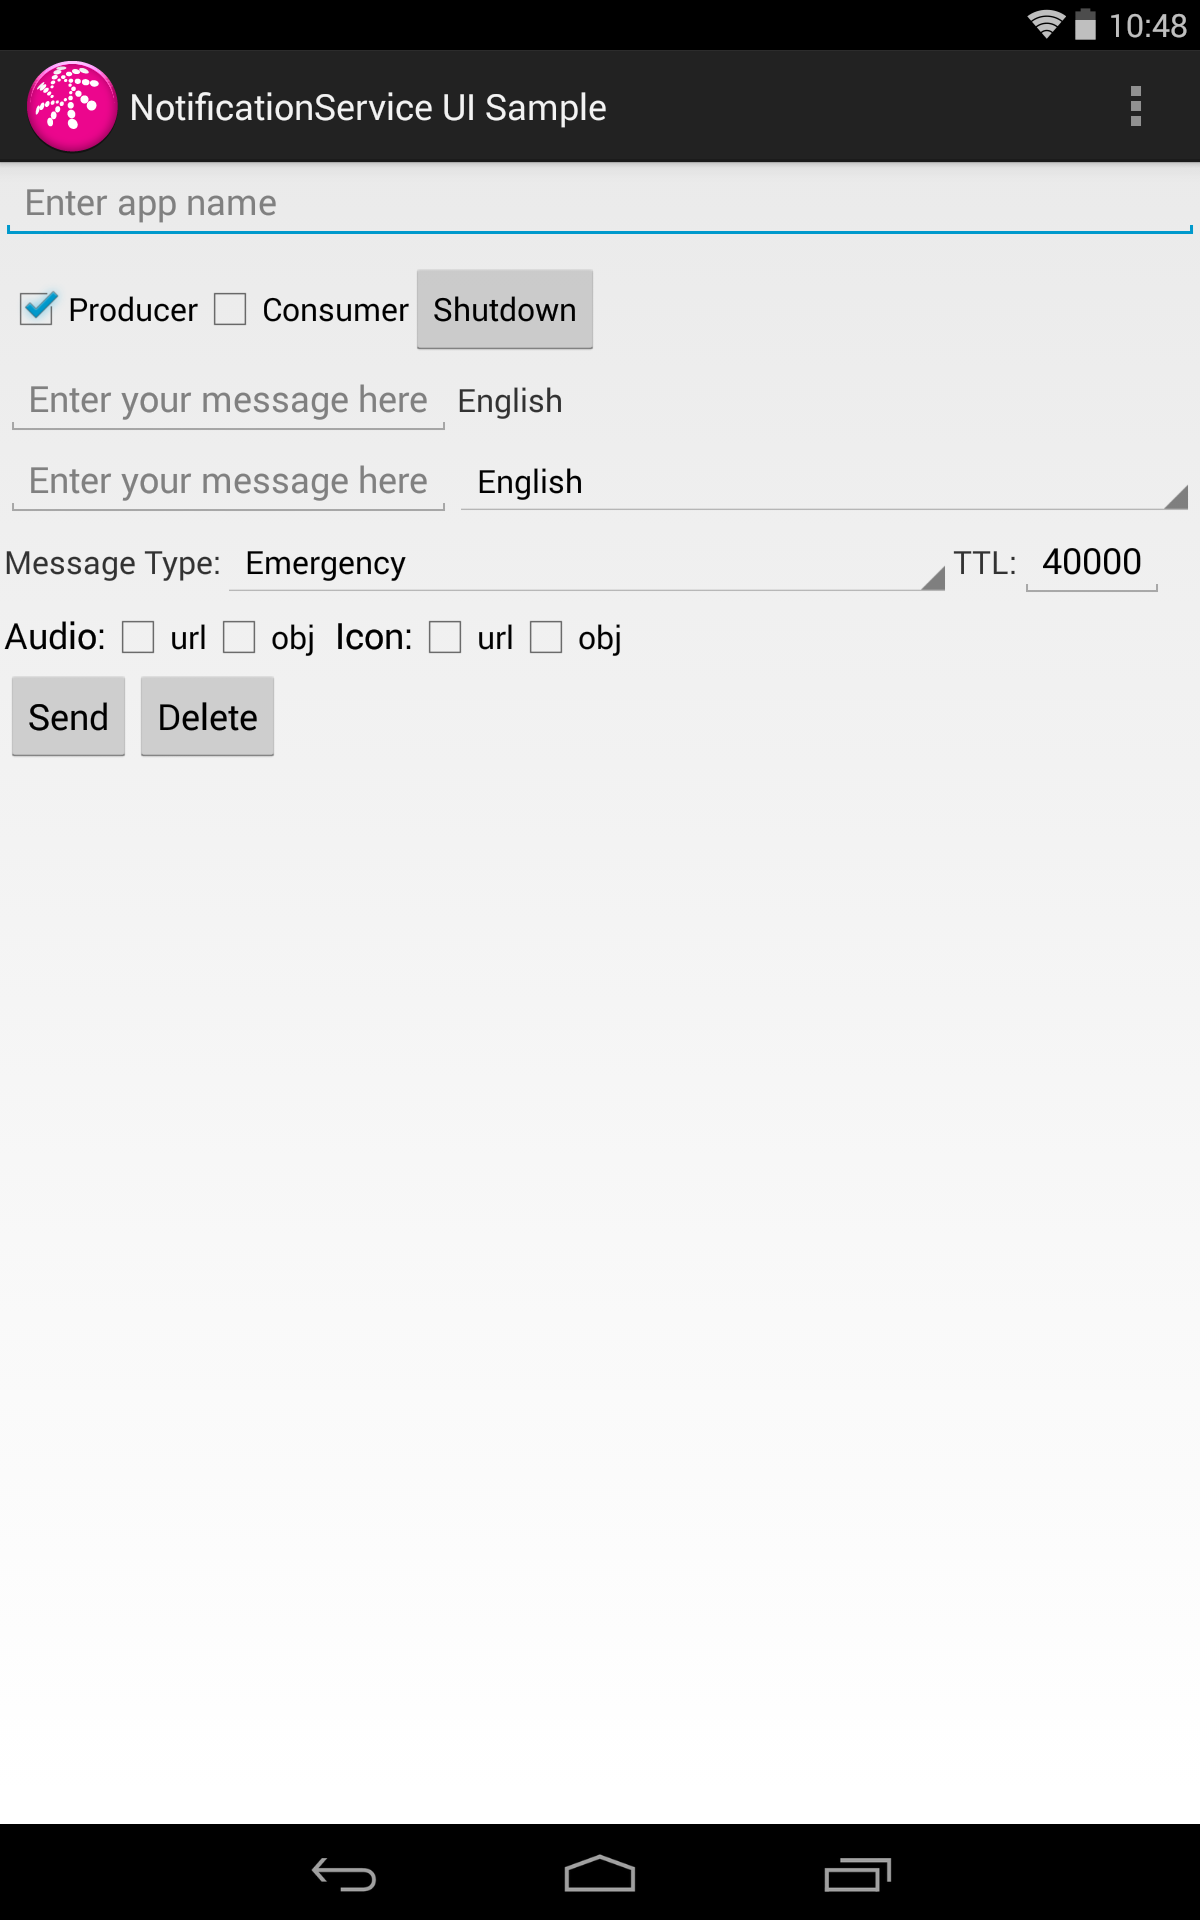 10:48
NotificationService UI Sample
Enter app name
Producer Consumer Shutdown
Enter your message here English
Enter your message here English
Message Type: Emergency TTL: 40000
Audio: url obj Icon: url obj
Send Delete